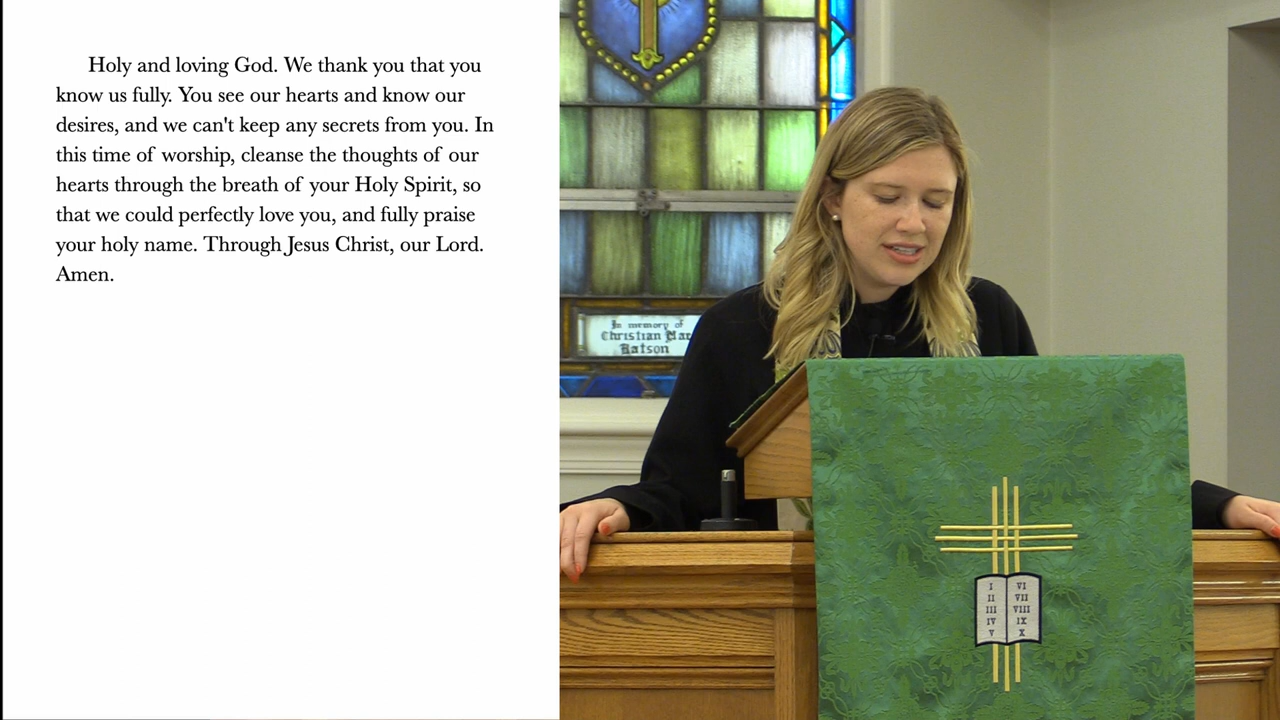 Holy and loving God. We thank you that you
know us fully. You see our hearts and know our
desires, and we can't keep any secrets from you. In
this time of worship, cleanse the thoughts of our
hearts through the breath of your Holy Spirit, so
that we could perfectly love you, and fully praise
your holy name. Through Jesus Christ, our Lord.
Amen.
In memory of
Christian
I VI
II VII
III VIII
IV IX
V X